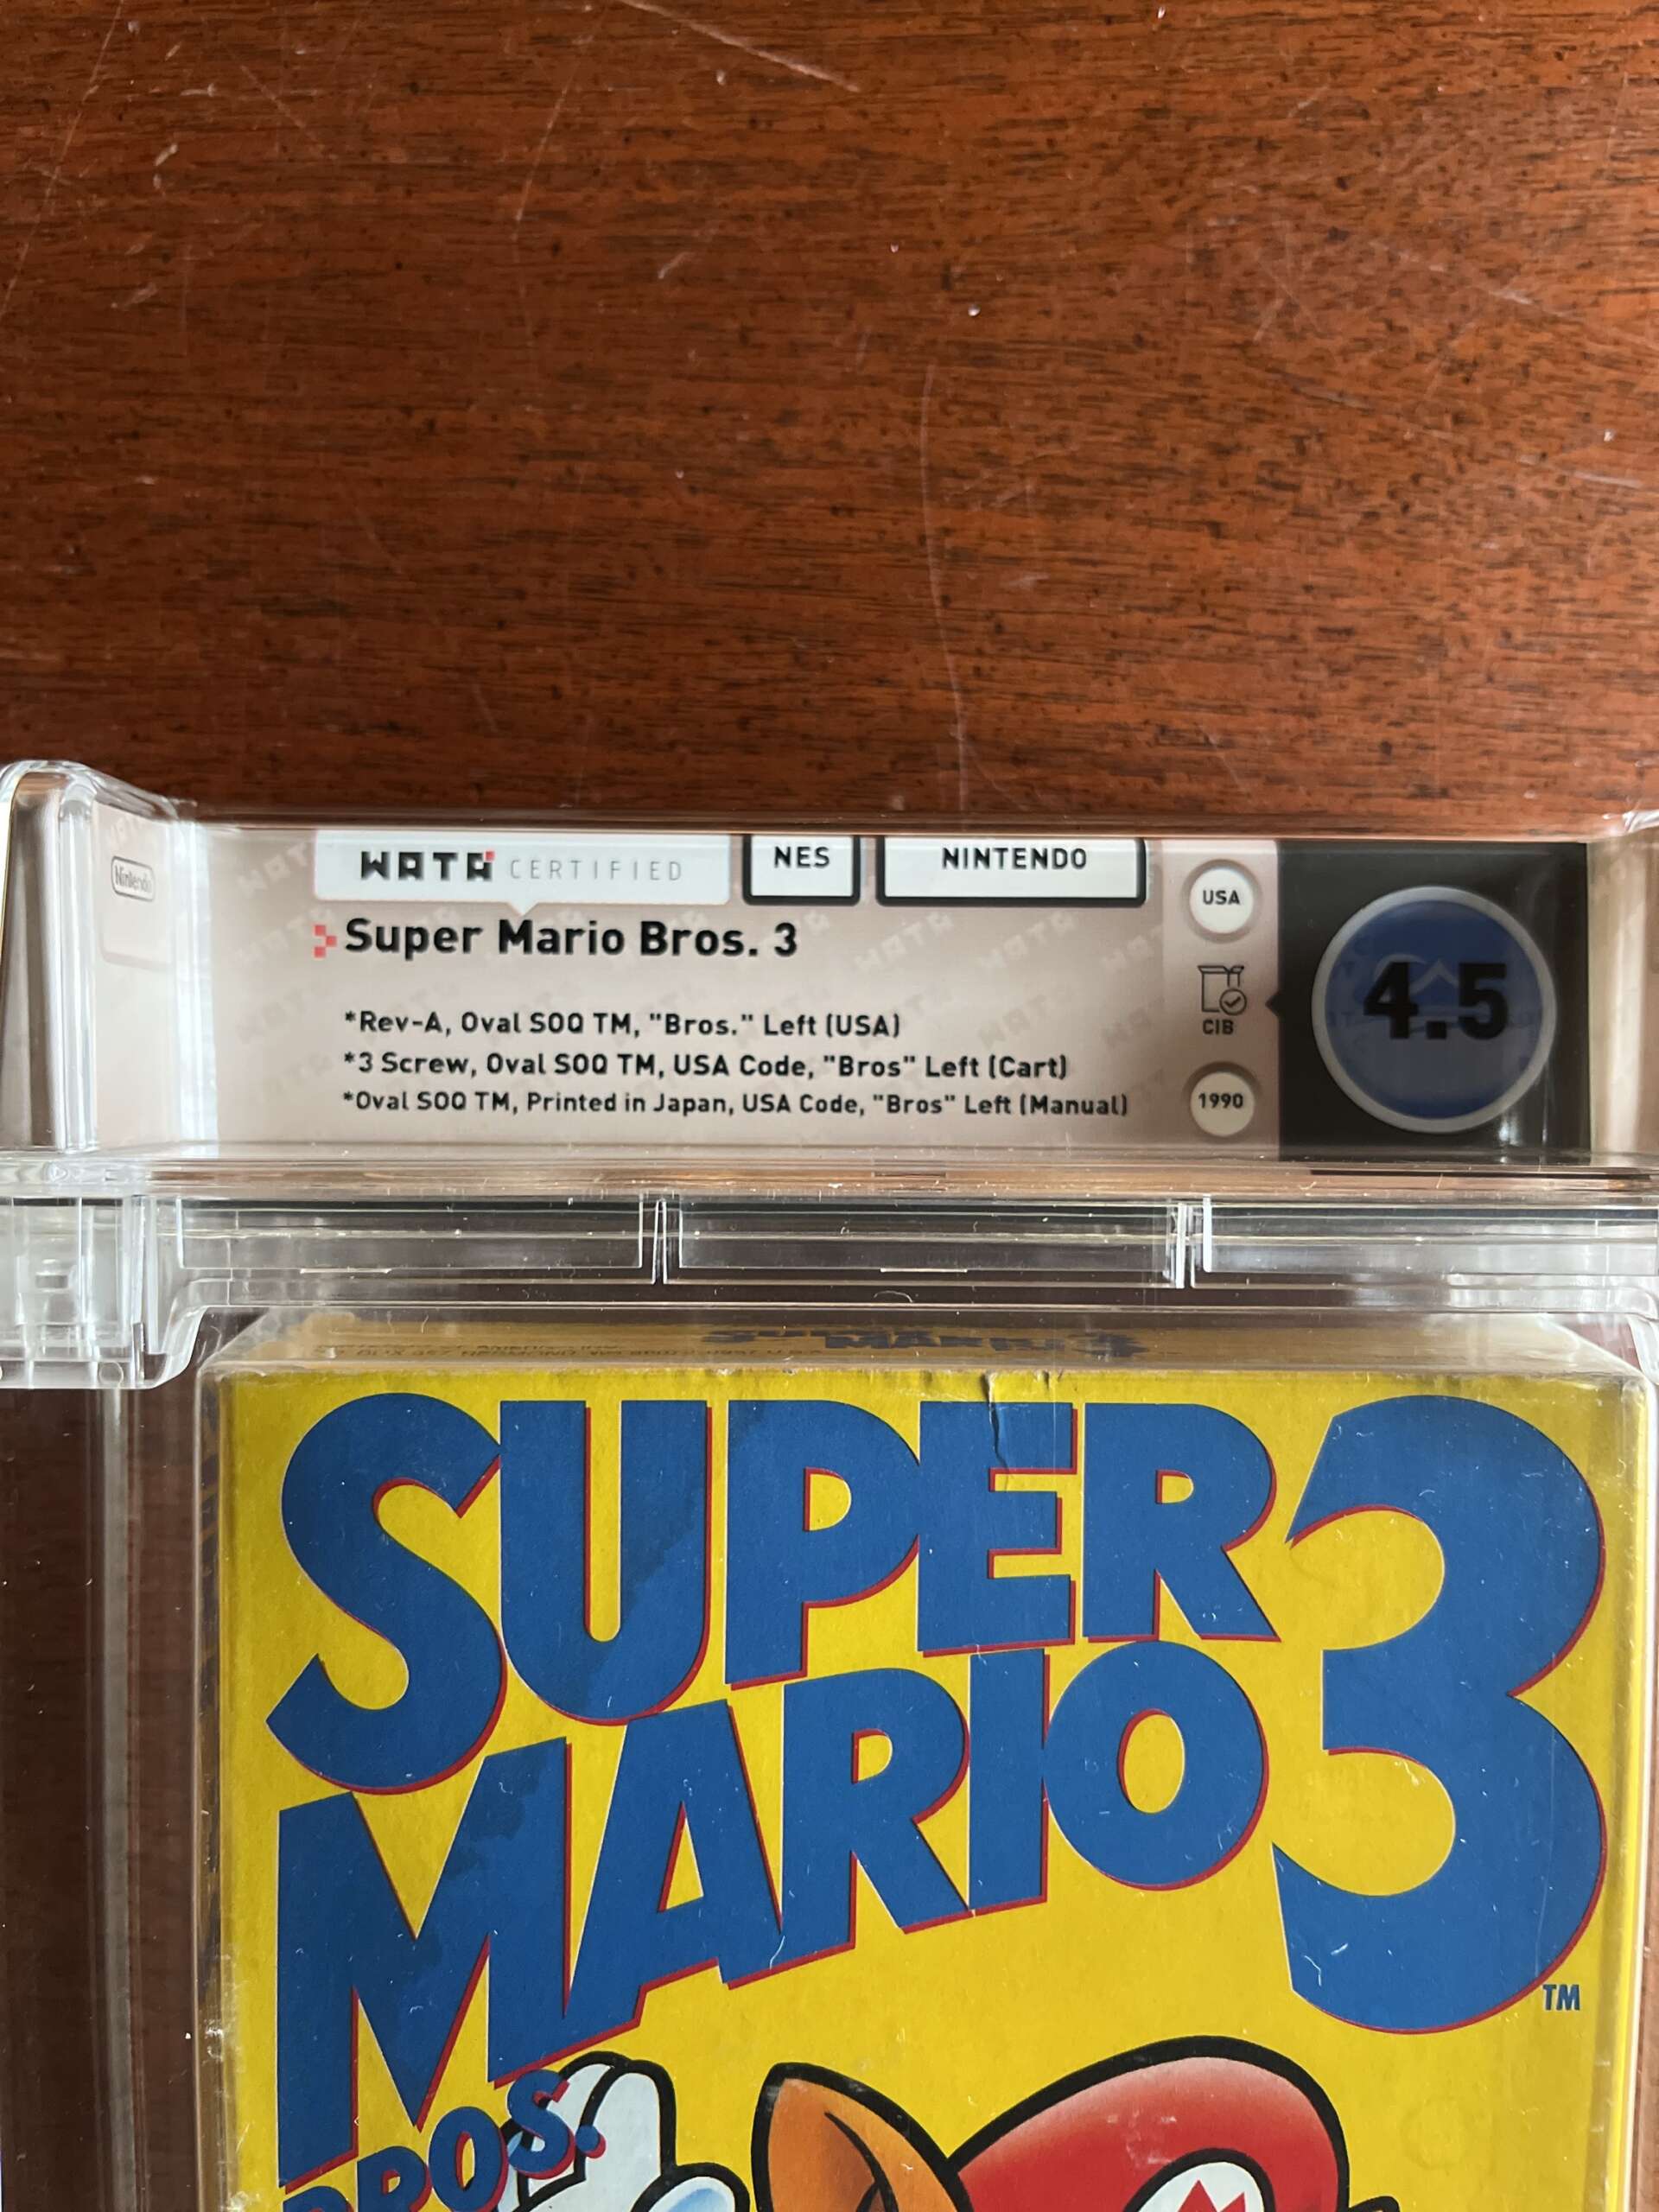 Nintendo
WATA CERTIFIED
NES
NINTENDO
Super Mario Bros. 3
*Rev-A, Oval SOQ TM, "Bros." Left (USA)
*3 Screw, Oval SOQ TM, USA Code, "Bros" Left (Cart)
*Oval SOQ TM, Printed in Japan, USA Code, "Bros" Left (Manual)
USA
CIB
1990
4.5
SUPER
MARIO
BROS.
3
TM